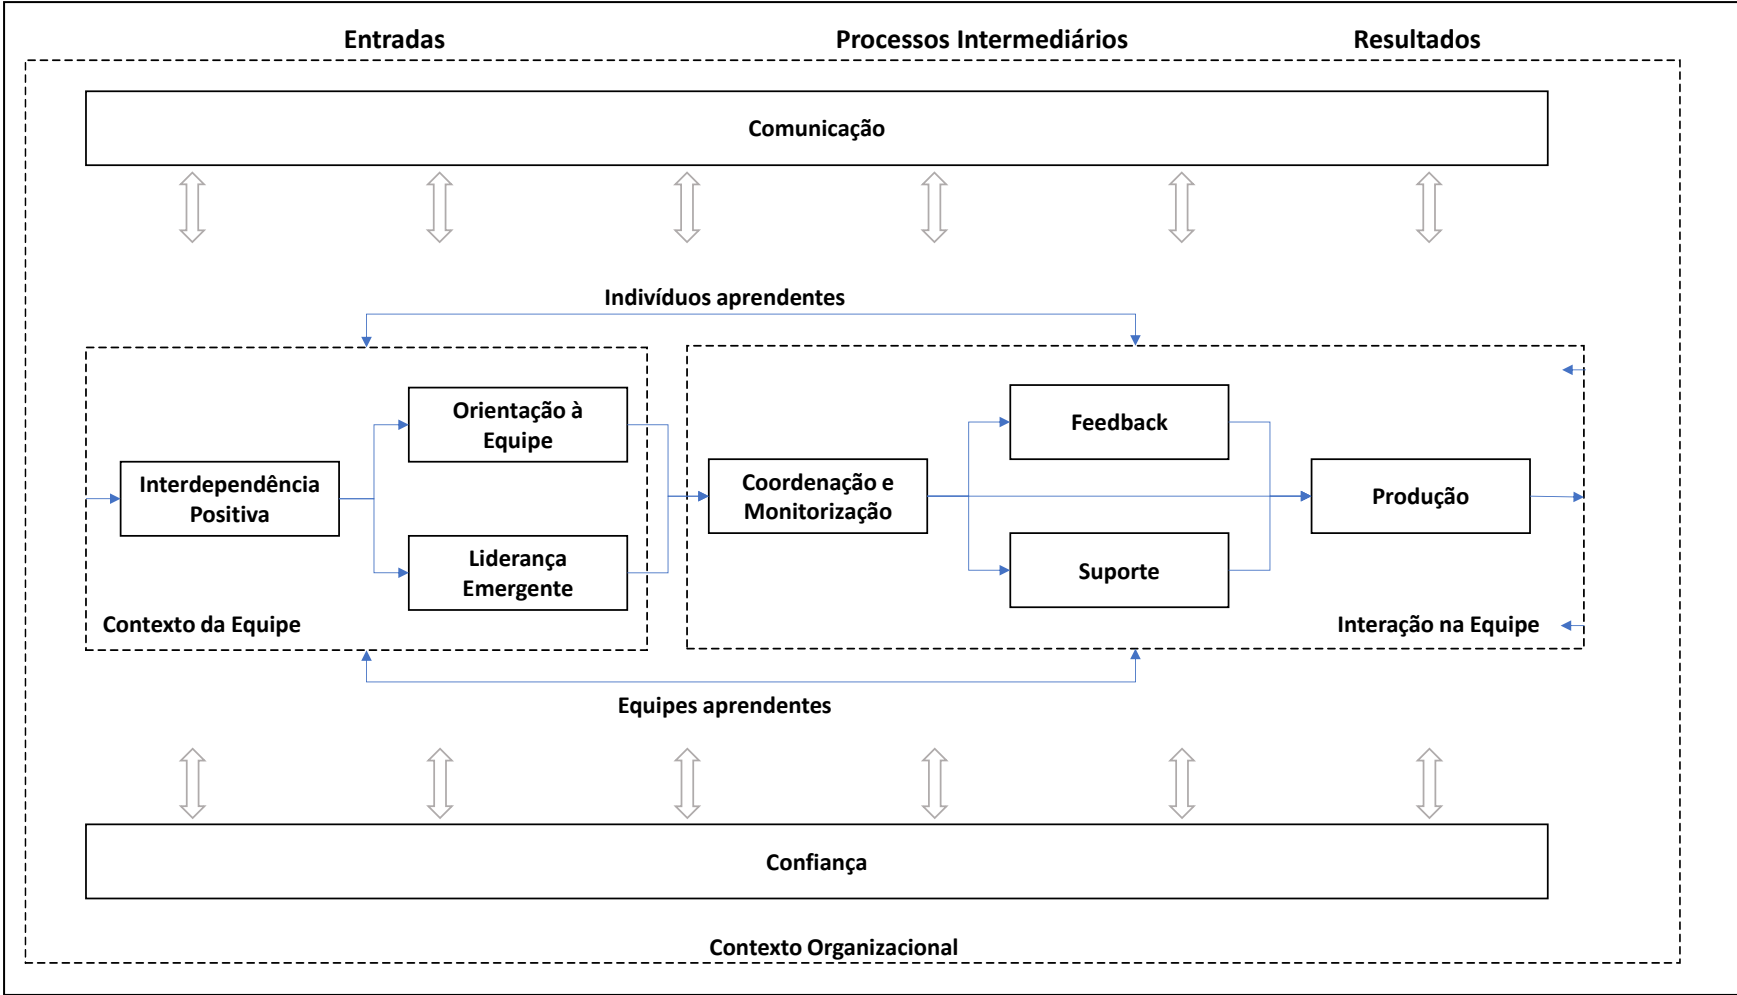 Entradas
Processos Intermediários
Resultados
Comunicação
Indivíduos aprendentes
Orientação à
Equipe
Interdependência
Positiva
Liderança
Emergente
Contexto da Equipe
Coordenação e
Monitorização
Feedback
Suporte
Produção
Interação na Equipe
Equipes aprendentes
Confiança
Contexto Organizacional